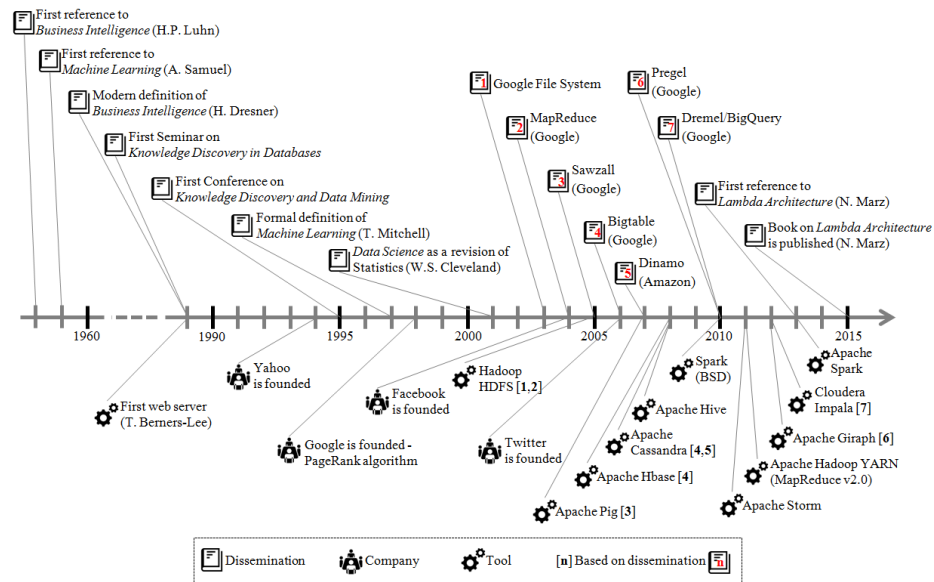 First reference to
Business Intelligence (H.P. Luhn)
First reference to
Machine Learning (A. Samuel)
Modern definition of
Business Intelligence (H. Dresner)
First Seminar on
Knowledge Discovery in Databases
First Conference on
Knowledge Discovery and Data Mining
Formal definition of
Machine Learning (T. Mitchell)
Data Science as a revision of
Statistics (W.S. Cleveland)
1 Google File System
2 MapReduce
(Google)
3 Sawzall
(Google)
4 Bigtable
(Google)
5 Dinamo
(Amazon)
6 Pregel
(Google)
7 Dremel/BigQuery
(Google)
First reference to
Lambda Architecture (N. Marz)
Book on Lambda Architecture
is published (N. Marz)
1960 1990 1995 2000 2005 2010 2015
First web server
(T. Berners-Lee)
Yahoo
is founded
Google is founded -
PageRank algorithm
Facebook
is founded
Hadoop
HDFS [1,2]
Twitter
is founded
Apache Pig [3]
Apache Hbase [4]
Apache
Cassandra [4,5]
Apache Hive
Spark
(BSD)
Apache Storm
Apache Hadoop YARN
(MapReduce v2.0)
Apache Giraph [6]
Cloudera
Impala [7]
Apache
Spark
Dissemination
Company
Tool
[n] Based on dissemination n